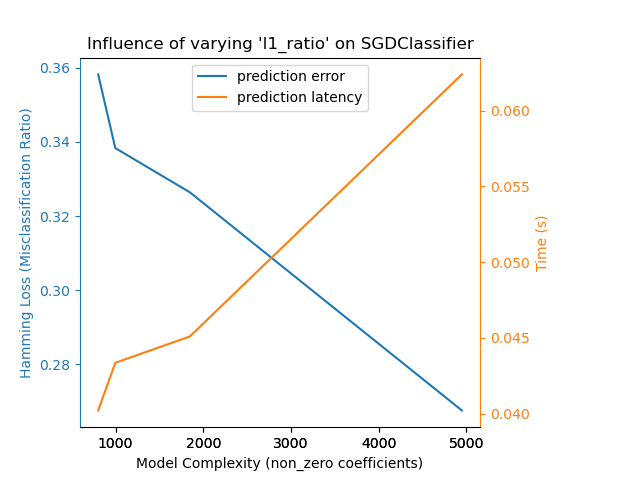 Influence of varying 'l1_ratio' on SGDClassifier
prediction error
prediction latency
Hamming Loss (Misclassification Ratio)
0.36
0.34
0.32
0.30
0.28
0.060
0.055
0.050
0.045
0.040
Time (s)
1000 2000 3000 4000 5000
Model Complexity (non_zero coefficients)